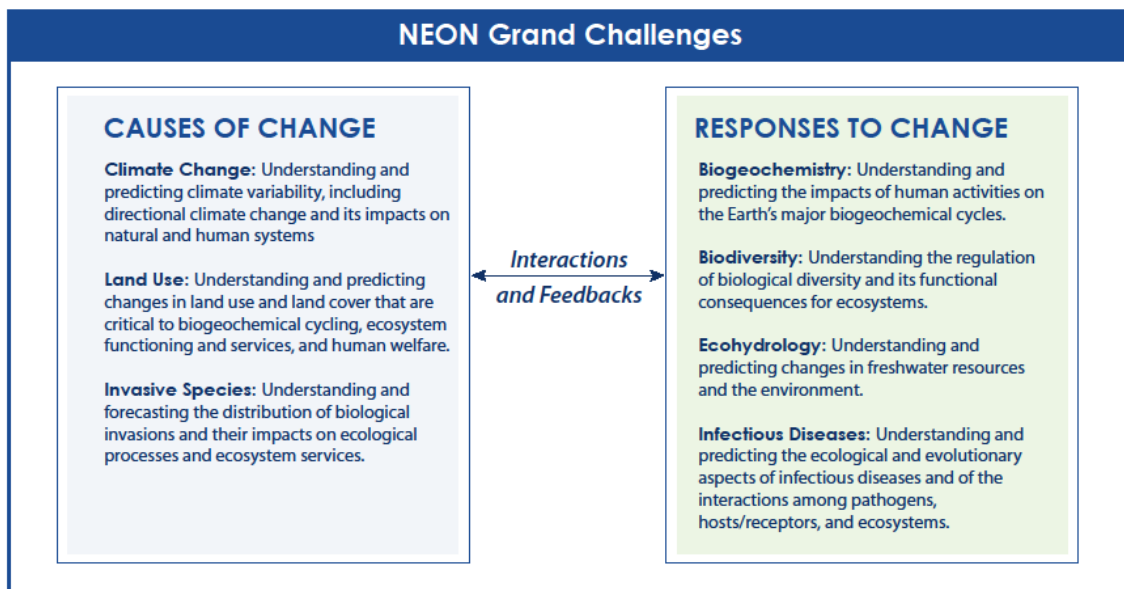 NEON Grand Challenges
CAUSES OF CHANGE
Climate Change: Understanding and
predicting climate variability, including
directional climate change and its impacts on
natural and human systems
Land Use: Understanding and predicting
changes in land use and land cover that are
critical to biogeochemical cycling, ecosystem
functioning and services, and human welfare.
Invasive Species: Understanding and
forecasting the distribution of biological
invasions and their impacts on ecological
processes and ecosystem services.
Interactions
and Feedbacks
RESPONSES TO CHANGE
Biogeochemistry: Understanding and
predicting the impacts of human activities on
the Earth's major biogeochemical cycles.
Biodiversity: Understanding the regulation
of biological diversity and its functional
consequences for ecosystems.
Ecohydrology: Understanding and
predicting changes in freshwater resources
and the environment.
Infectious Diseases: Understanding and
predicting the ecological and evolutionary
aspects of infectious diseases and of the
interactions among pathogens,
hosts/receptors, and ecosystems.